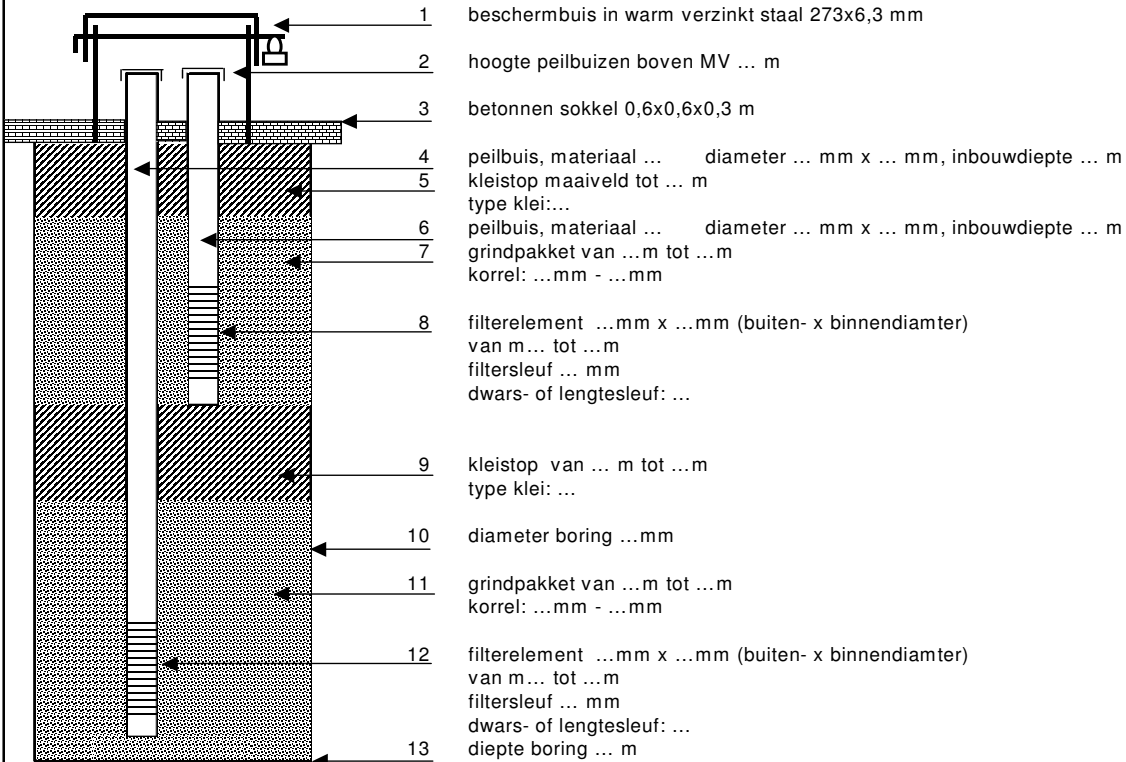 1 beschermbuis in warm verzinkt staal 273x6,3 mm
2 hoogte peilbuizen boven MV … m
3 betonnen sokkel 0,6x0,6x0,3 m
4 peilbuis, materiaal … diameter … mm x … mm, inbouwdiepte … m
5 kleistop maaiveld tot … m
type klei:…
6 peilbuis, materiaal … diameter … mm x … mm, inbouwdiepte … m
7 grindpakket van …m tot …m
korrel: …mm - …mm
8 filterelement …mm x …mm (buiten- x binnendiamter)
van m… tot …m
filtersleuf … mm
dwars- of lengtesleuf: …
9 kleistop van … m tot …m
type klei: …
10 diameter boring …mm
11 grindpakket van …m tot …m
korrel: …mm - …mm
12 filterelement …mm x …mm (buiten- x binnendiamter)
van m… tot …m
filtersleuf … mm
dwars- of lengtesleuf: …
13 diepte boring … m